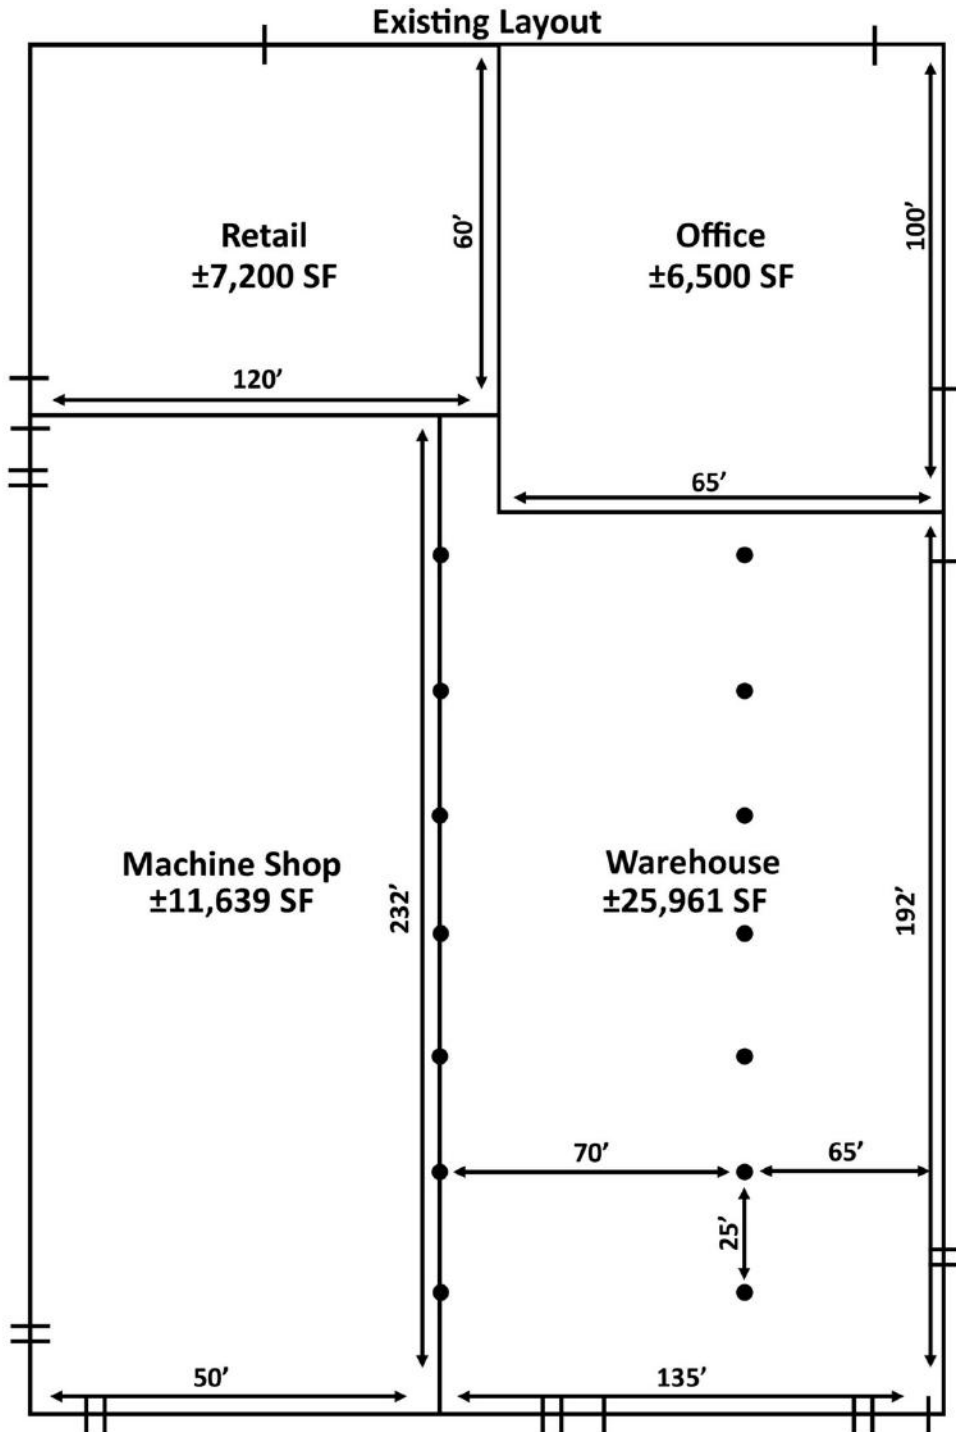 Existing Layout
Retail
±7,200 SF
60’
120’
Office
±6,500 SF
100’
65’
Machine Shop
±11,639 SF
232’
50’
Warehouse
±25,961 SF
192’
70’
65’
25’
135’